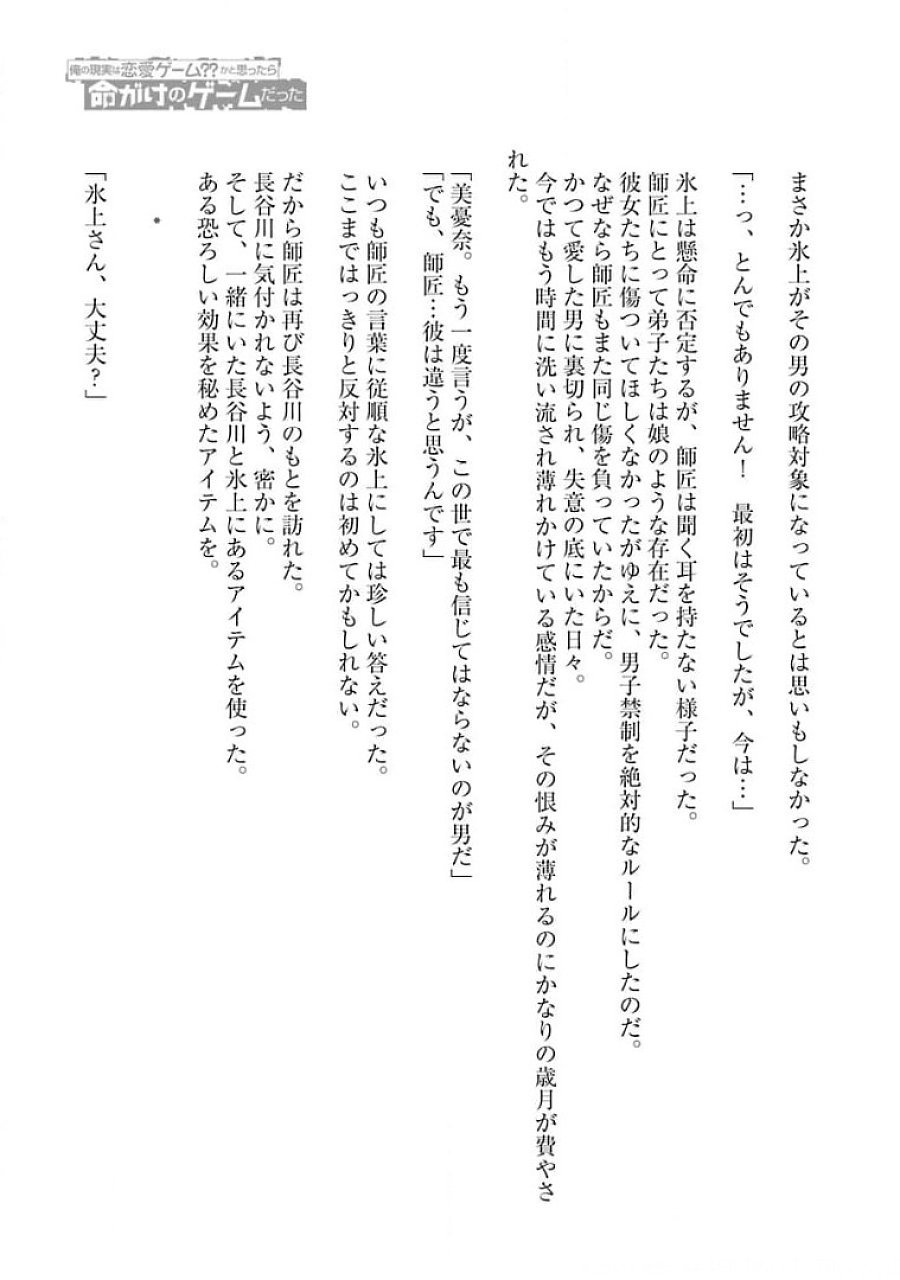 俺の現実は恋愛ゲーム?? かと思ったら
命がけのゲームだった
まさか氷上がその男の攻略対象になっているとは思いもしなかった。
「…っ、とんでもありません！　最初はそうでしたが、今は…」
氷上は懸命に否定するが、師匠は聞く耳を持たない様子だった。
師匠にとって弟子たちは娘のような存在だった。
彼女たちに傷ついてほしくなかったがゆえに、男子禁制を絶対的なルールにしたのだ。
なぜなら師匠もまた同じ傷を負っていたからだ。
かつて愛した男に裏切られ、失意の底にいた日々。
今ではもう時間に洗い流され薄れかけている感情だが、その恨みが薄れるのにかなりの歳月が費やさ
れた。
「美憂奈。もう一度言うが、この世で最も信じてはならないのが男だ」
「でも、師匠…彼は違うと思うんです」
いつも師匠の言葉に従順な氷上にしては珍しい答えだった。
ここまではっきりと反対するのは初めてかもしれない。
だから師匠は再び長谷川のもとを訪れた。
長谷川に気付かれないよう、密かに。
そして、一緒にいた長谷川と氷上にあるアイテムを使った。
ある恐ろしい効果を秘めたアイテムを。
*
「氷上さん、大丈夫？」